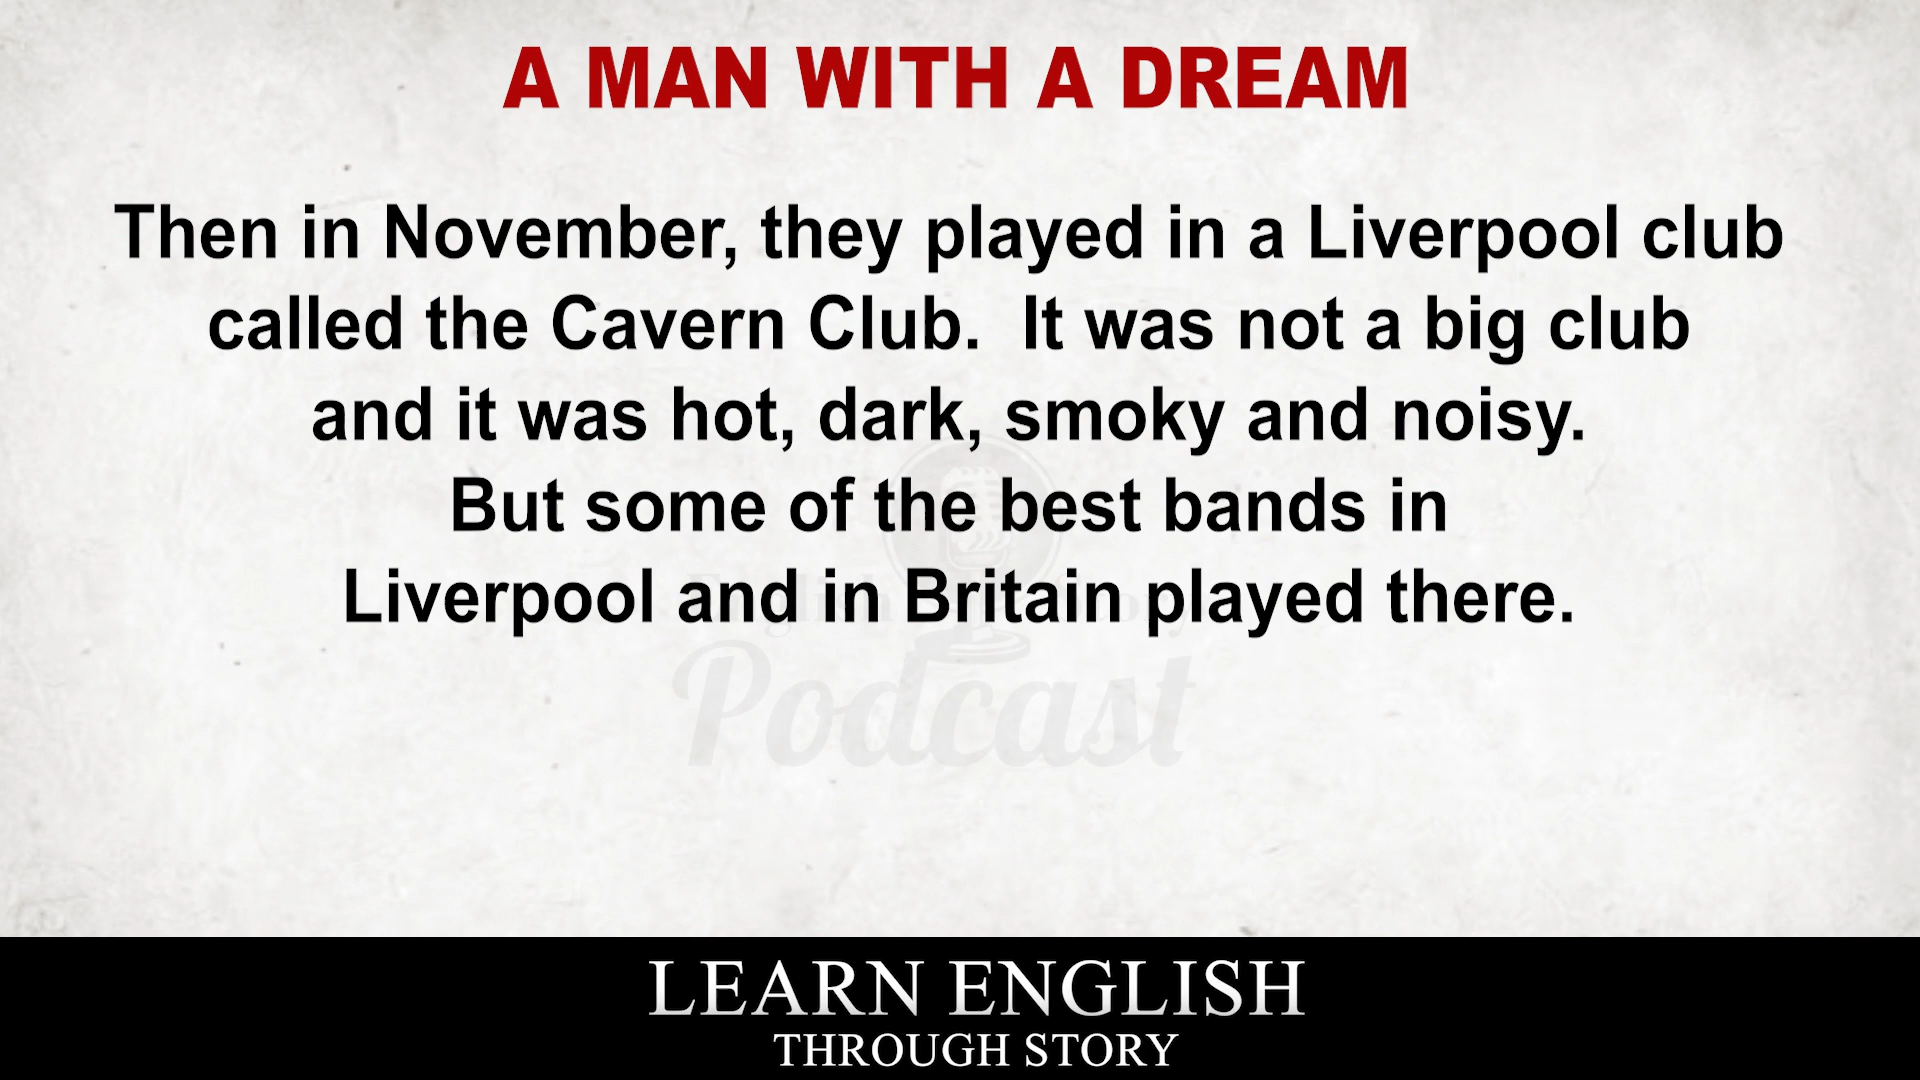 A MAN WITH A DREAM
Then in November, they played in a Liverpool club
called the Cavern Club.  It was not a big club
and it was hot, dark, smoky and noisy.
But some of the best bands in
Liverpool and in Britain played there.
Podcast
LEARN ENGLISH
THROUGH STORY